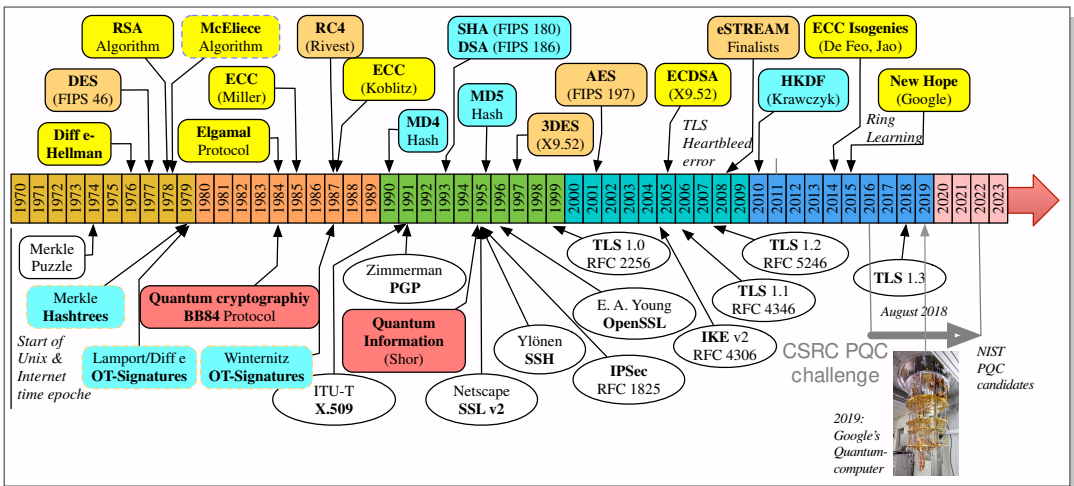 RSA
Algorithm
McEliece
Algorithm
RC4
(Rivest)
SHA (FIPS 180)
DSA (FIPS 186)
eSTREAM
Finalists
ECC Isogenies
(De Feo, Jao)
DES
(FIPS 46)
ECC
(Miller)
ECC
(Koblitz)
MD5
Hash
AES
(FIPS 197)
ECDSA
(X9.52)
HKDF
(Krawczyk)
New Hope
(Google)
Diff e-
Hellman
Elgamal
Protocol
MD4
Hash
3DES
(X9.52)
TLS
Heartbleed
error
Ring
Learning
1970
1971
1972
1973
1974
1975
1976
1977
1978
1979
1980
1981
1982
1983
1984
1985
1986
1987
1988
1989
1990
1991
1992
1993
1994
1995
1996
1997
1998
1999
2000
2001
2002
2003
2004
2005
2006
2007
2008
2009
2010
2011
2012
2013
2014
2015
2016
2017
2018
2019
2020
2021
2022
2023
Merkle
Puzzle
Zimmerman
PGP
TLS 1.0
RFC 2256
TLS 1.2
RFC 5246
TLS 1.3
Merkle
Hashtrees
Quantum cryptographiy
BB84 Protocol
Quantum
Information
(Shor)
E. A. Young
OpenSSL
TLS 1.1
RFC 4346
August 2018
Start of
Unix &
Internet
time epoche
Lamport/Diff e
OT-Signatures
Winternitz
OT-Signatures
Ylönen
SSH
IKE v2
RFC 4306
CSRC PQC
challenge
NIST
PQC
candidates
ITU-T
X.509
Netscape
SSL v2
IPSec
RFC 1825
2019:
Google's
Quantum-
computer